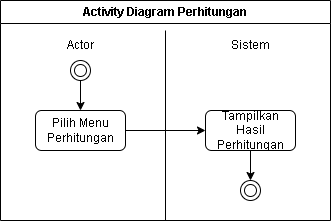 Activity Diagram Perhitungan
Actor
Sistem
Pilih Menu
Perhitungan
Tampilkan
Hasil
Perhitungan